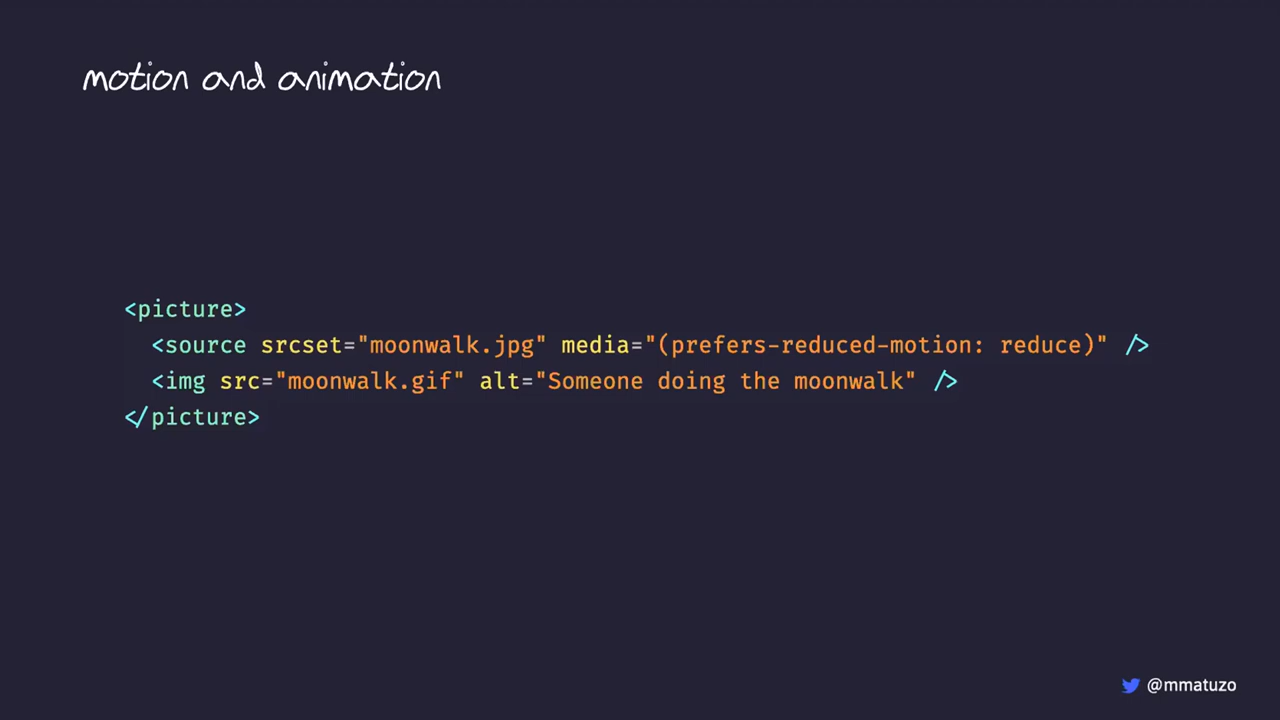 motion and animation
<picture>
<source srcset="moonwalk.jpg" media="(prefers-reduced-motion: reduce)" />
<img src="moonwalk.gif" alt="Someone doing the moonwalk" />
</picture>
@mmatuzo